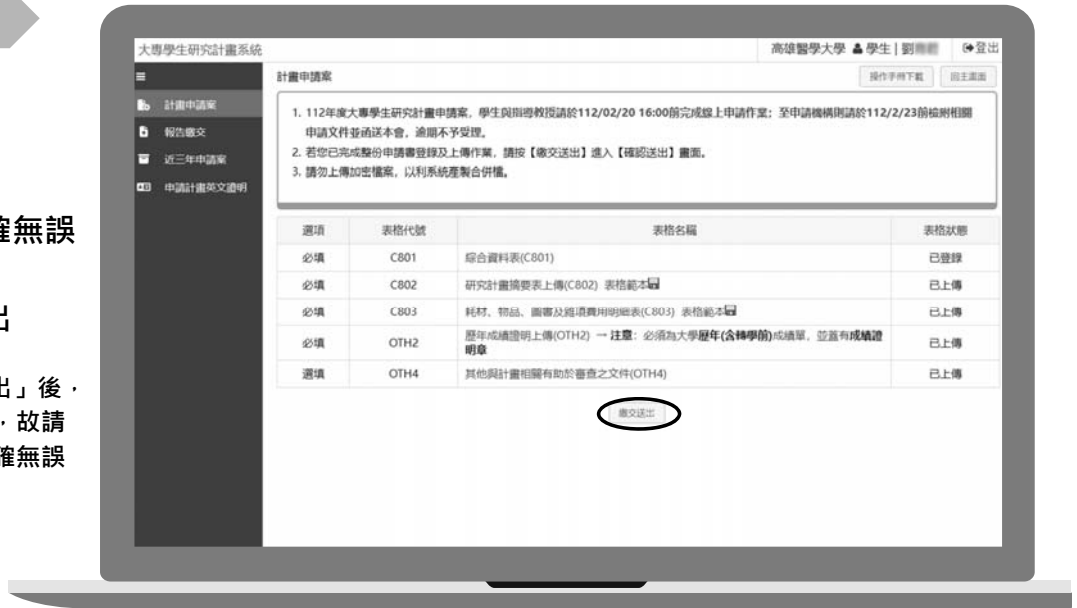 確無誤
出
出」後，
，故請
確無誤
大專學生研究計畫系統
高雄醫學大學 學生 | 劉
登出
計畫申請案
報告繳交
近三年申請案
申請計畫英文證明
計畫申請案
操作手冊下載
回主畫面
1. 112年度大專學生研究計畫申請案，學生與指導教授請於112/02/20 16:00前完成線上申請作業；至申請機構則請於112/2/23前檢附相關
申請文件並函送本會，逾期不予受理。
2. 若您已完成整份申請書登錄及上傳作業，請按【繳交送出】進入【確認送出】畫面。
3. 請勿上傳加密檔案，以利系統產製合併檔。
選項 表格代號 表格名稱 表格狀態
必填 C801 綜合資料表(C801) 已登錄
必填 C802 研究計畫摘要表上傳(C802) 表格範本 已上傳
必填 C803 耗材、物品、圖書及雜項費用明細表(C803) 表格範本 已上傳
必填 OTH2 歷年成績證明上傳(OTH2) → 注意：必須為大學歷年(含轉學前)成績單，並蓋有成績證 已上傳
明章
選填 OTH4 其他與計畫相關有助於審查之文件(OTH4) 已上傳
繳交送出